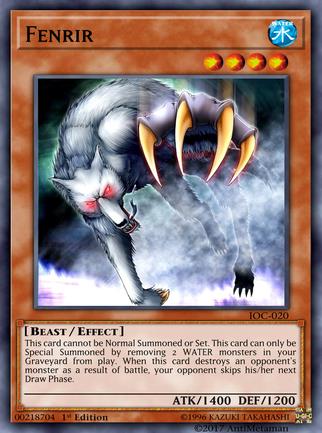 FENRIR
WATER
水
IOC-020
[BEAST / EFFECT]
This card cannot be Normal Summoned or Set. This card can only
be Special Summoned by removing 2 WATER monsters in your
Graveyard from play. When this card destroys an opponent's
monster as a result of battle, your opponent skips his/her next
Draw Phase.
ATK/1400 DEF/1200
00218704 1st Edition ©1996 KAZUKI TAKAHASHI
©2017 AntiMetaman